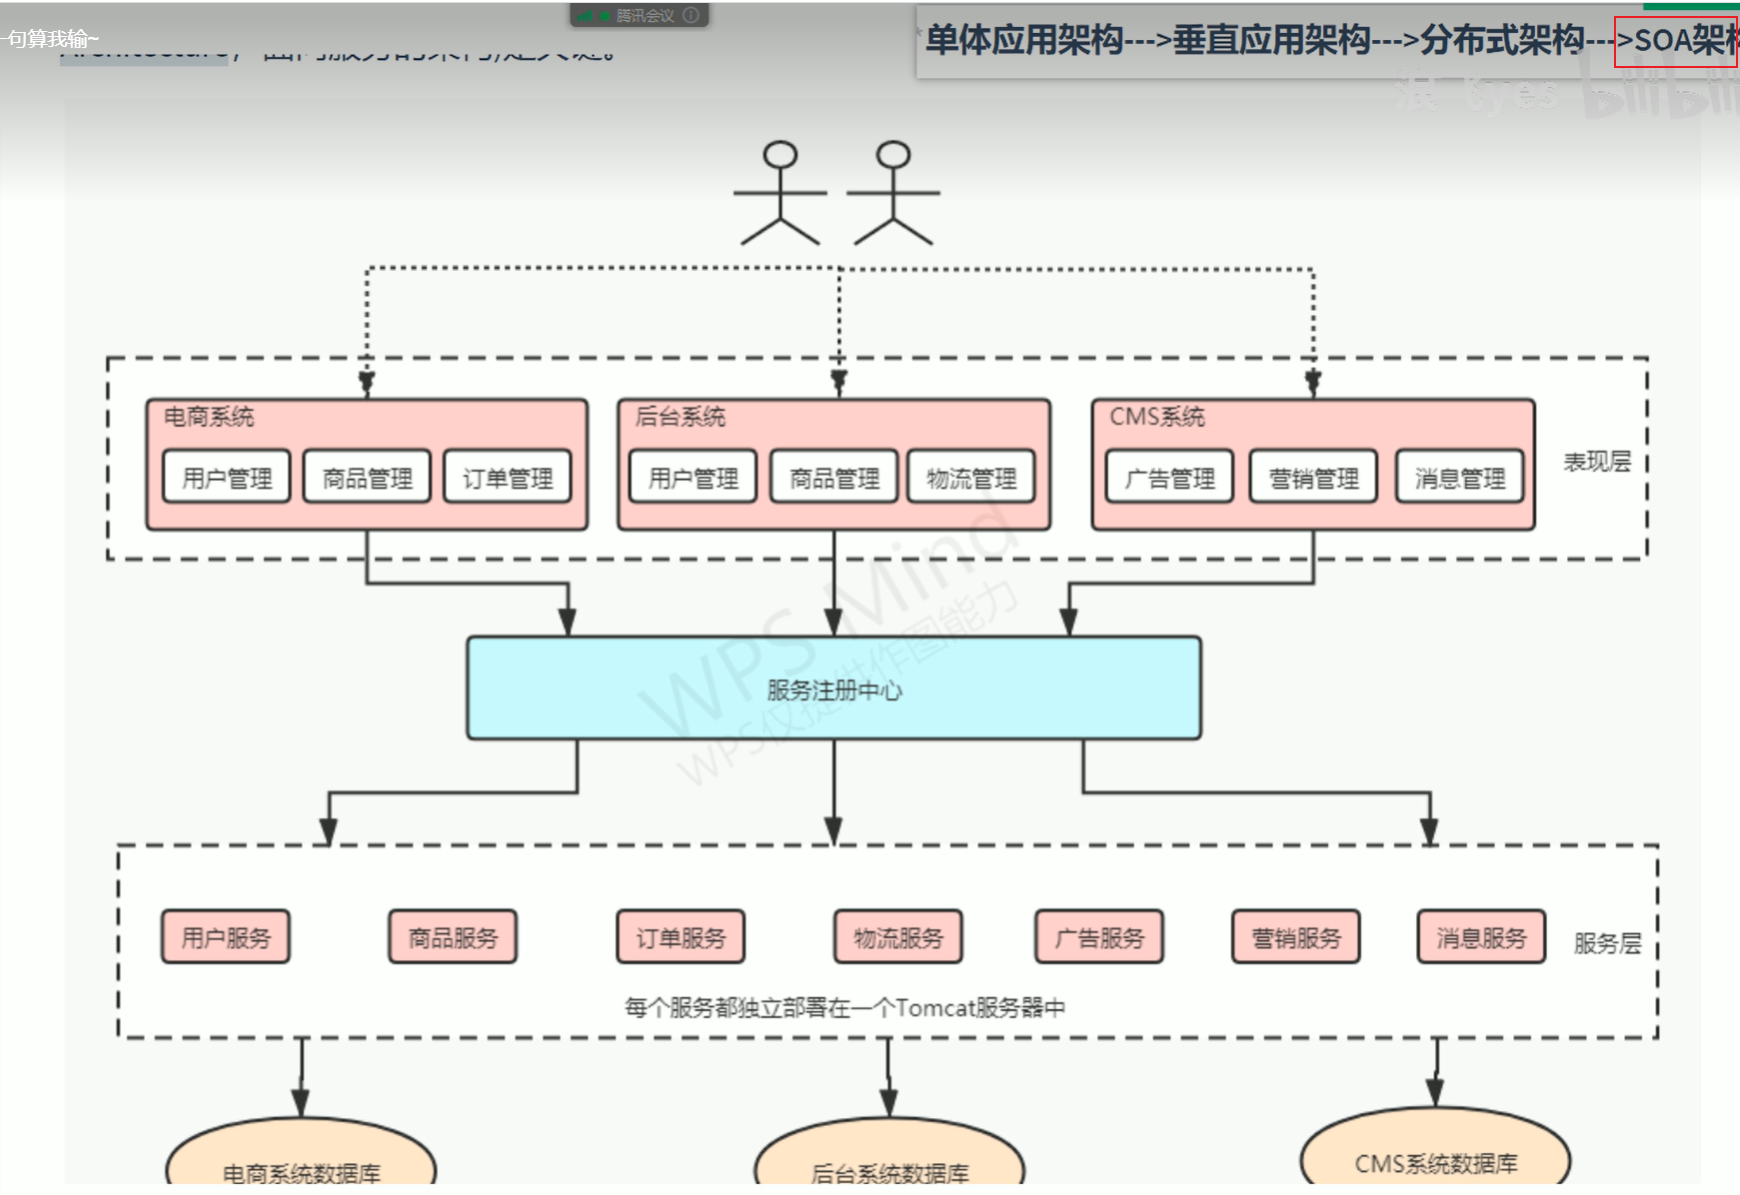 腾讯会议
一句算我输~
单体应用架构--->垂直应用架构--->分布式架构--->SOA架构
浪 tyes bilibili
电商系统
用户管理 商品管理 订单管理
后台系统
用户管理 商品管理 物流管理
CMS系统
广告管理 营销管理 消息管理
表现层
服务注册中心
WPS Mind
WPS仅提供作图能力
用户服务 商品服务 订单服务 物流服务 广告服务 营销服务 消息服务
服务层
每个服务都独立部署在一个Tomcat服务器中
电商系统数据库 后台系统数据库 CMS系统数据库